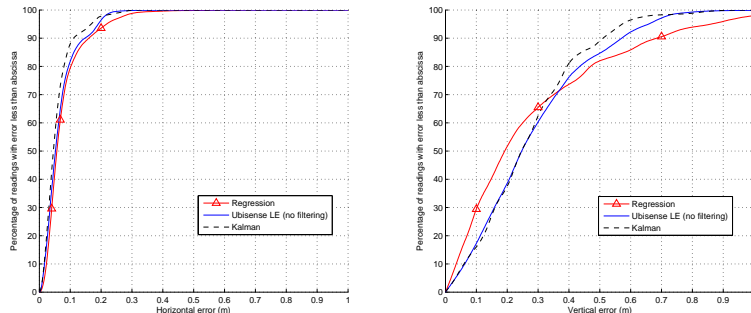 Percentage of readings with error less than abscissa
100
90
80
70
60
50
40
30
20
10
0
Regression
Ubisense LE (no filtering)
Kalman
0 0.1 0.2 0.3 0.4 0.5 0.6 0.7 0.8 0.9 1
Horizontal error (m)
Percentage of readings with error less than abscissa
100
90
80
70
60
50
40
30
20
10
0
Regression
Ubisense LE (no filtering)
Kalman
0 0.1 0.2 0.3 0.4 0.5 0.6 0.7 0.8 0.9
Vertical error (m)